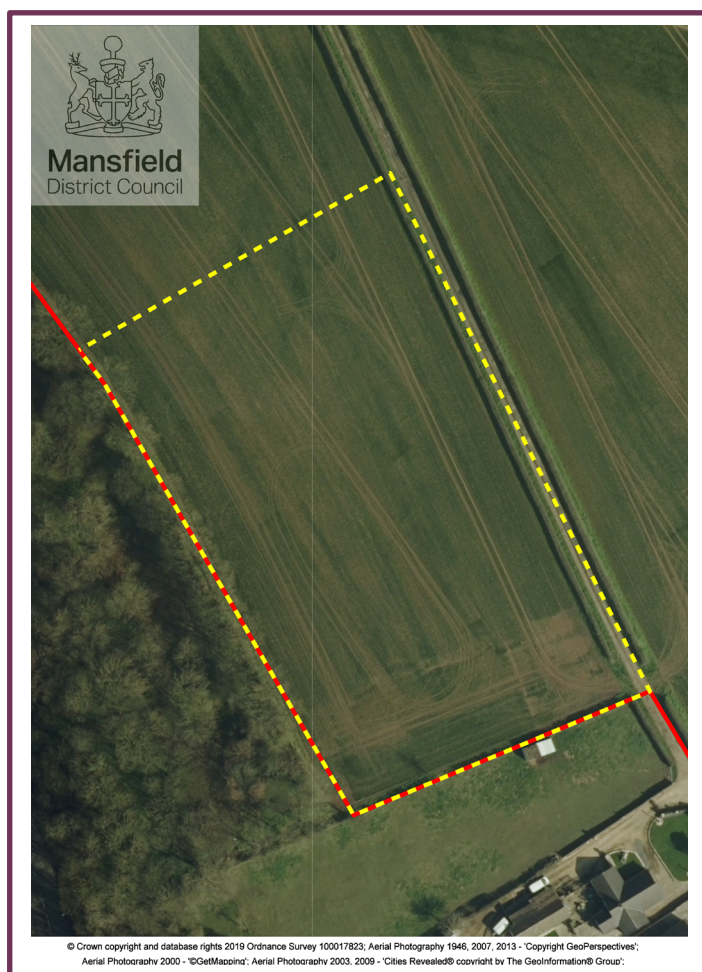 Mansfield
District Council
© Crown copyright and database rights 2019 Ordnance Survey 100017823; Aerial Photography 1946, 2007, 2013 - 'Copyright GeoPerspectives';
Aerial Photography 2000 - '©GetMapping'; Aerial Photography 2003, 2009 - 'Cities Revealed® copyright by The GeoInformation® Group';